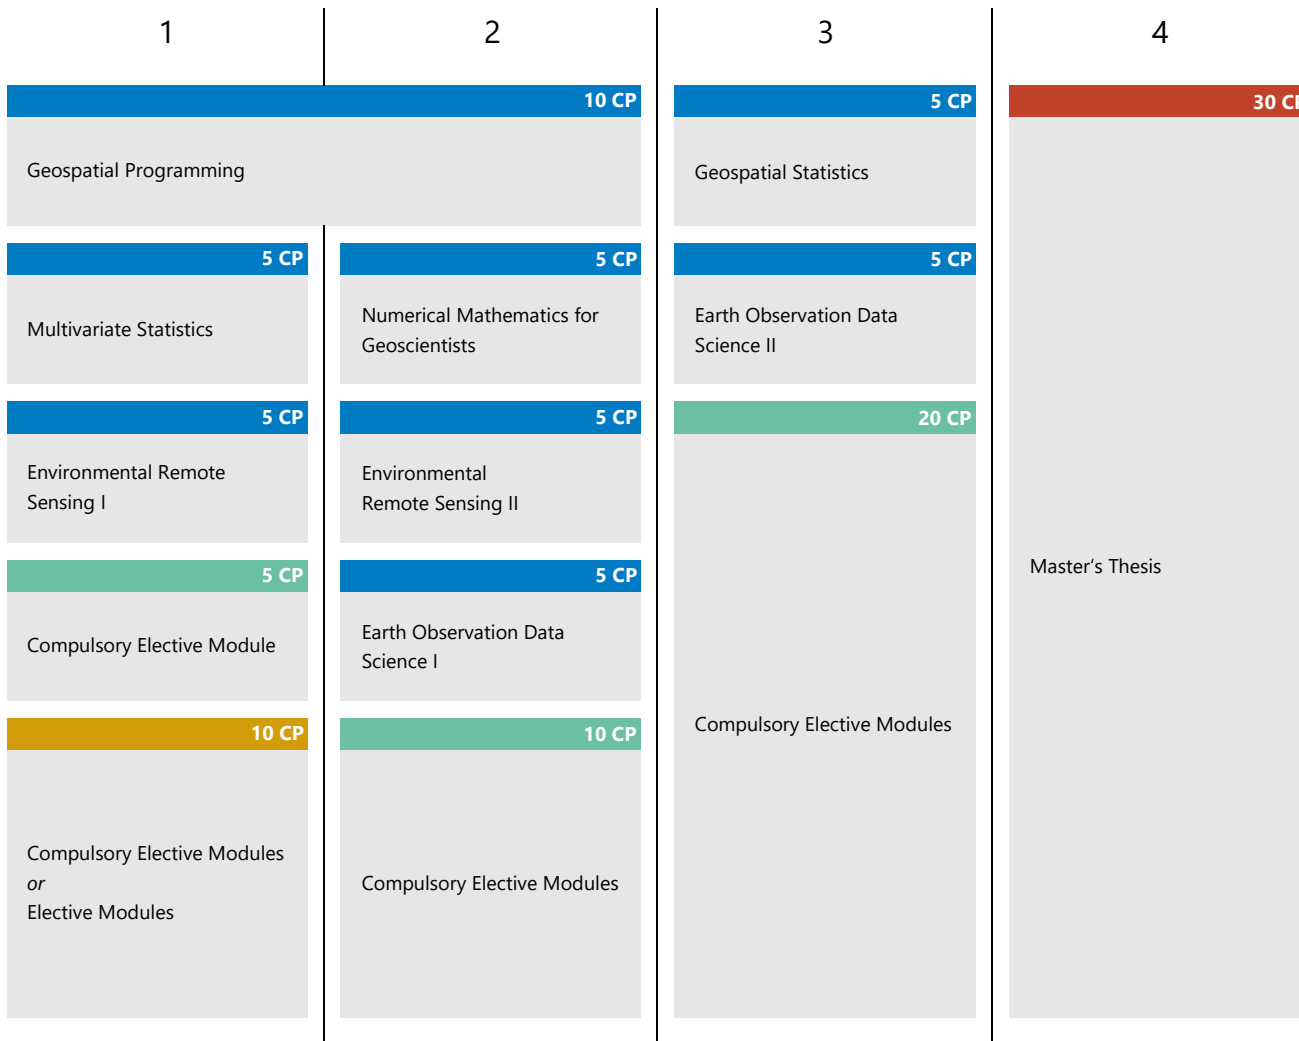 1
2
3
4
10 CP
Geospatial Programming
5 CP
Geospatial Statistics
30 CP
Master’s Thesis
5 CP
Multivariate Statistics
5 CP
Numerical Mathematics for
Geoscientists
5 CP
Earth Observation Data
Science II
5 CP
Environmental Remote
Sensing I
5 CP
Environmental
Remote Sensing II
20 CP
Compulsory Elective Modules
5 CP
Compulsory Elective Module
5 CP
Earth Observation Data
Science I
10 CP
Compulsory Elective Modules
or
Elective Modules
10 CP
Compulsory Elective Modules